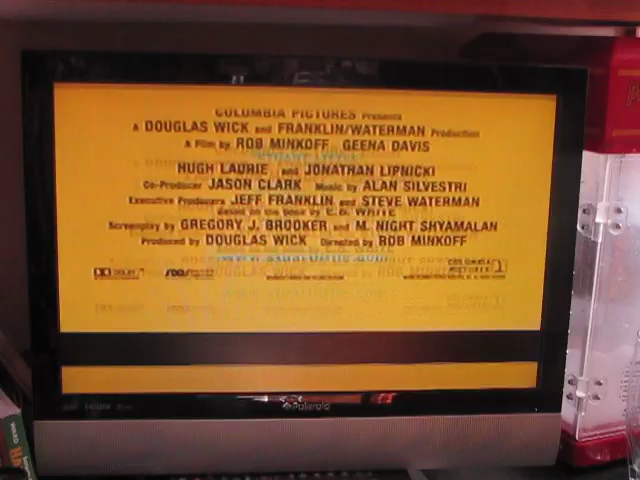 COLUMBIA PICTURES Presents
A DOUGLAS WICK and FRANKLIN/WATERMAN Production
A Film by ROB MINKOFF GEENA DAVIS
HUGH LAURIE and JONATHAN LIPNICKI
Co-Producer JASON CLARK Music by ALAN SILVESTRI
Executive Producers JEFF FRANKLIN and STEVE WATERMAN
Based on the book by E.B. WHITE
Screenplay by GREGORY J. BROOKER and M. NIGHT SHYAMALAN
Produced by DOUGLAS WICK Directed by ROB MINKOFF
DOLBY
COLUMBIA
PICTURES
Polaroid